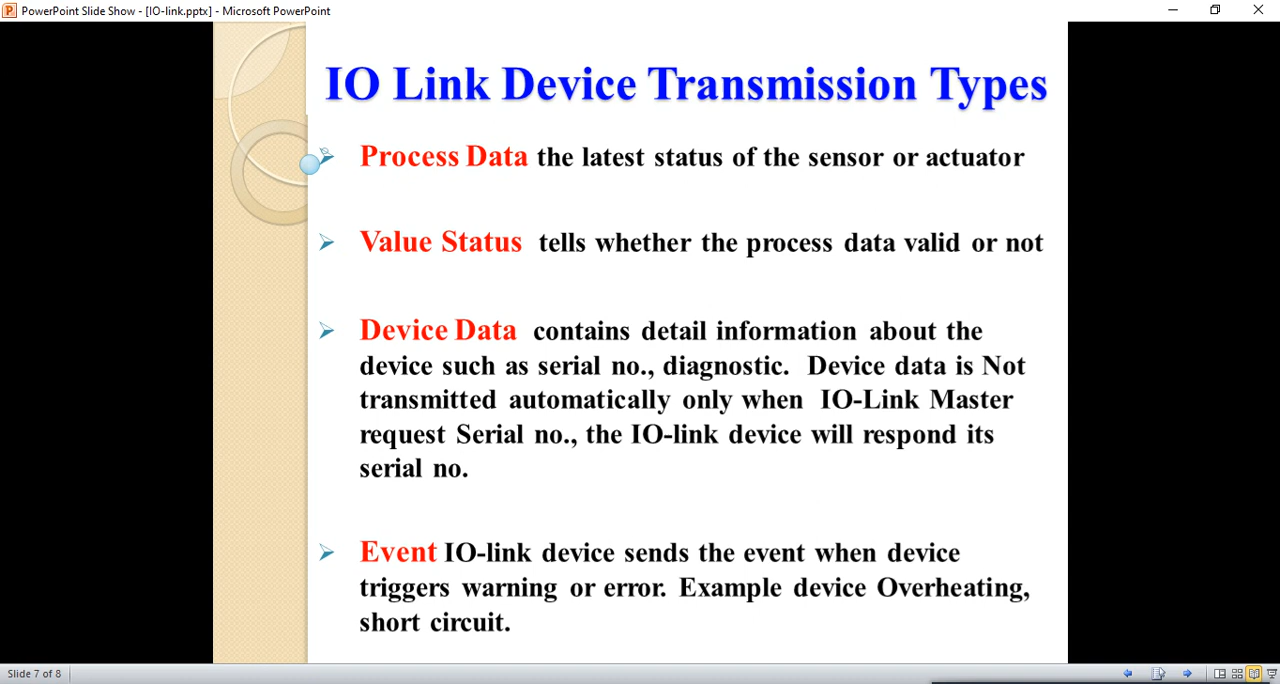 PowerPoint Slide Show - [IO-link.pptx] - Microsoft PowerPoint
IO Link Device Transmission Types
Process Data the latest status of the sensor or actuator
Value Status tells whether the process data valid or not
Device Data contains detail information about the
device such as serial no., diagnostic. Device data is Not
transmitted automatically only when IO-Link Master
request Serial no., the IO-link device will respond its
serial no.
Event IO-link device sends the event when device
triggers warning or error. Example device Overheating,
short circuit.
Slide 7 of 8